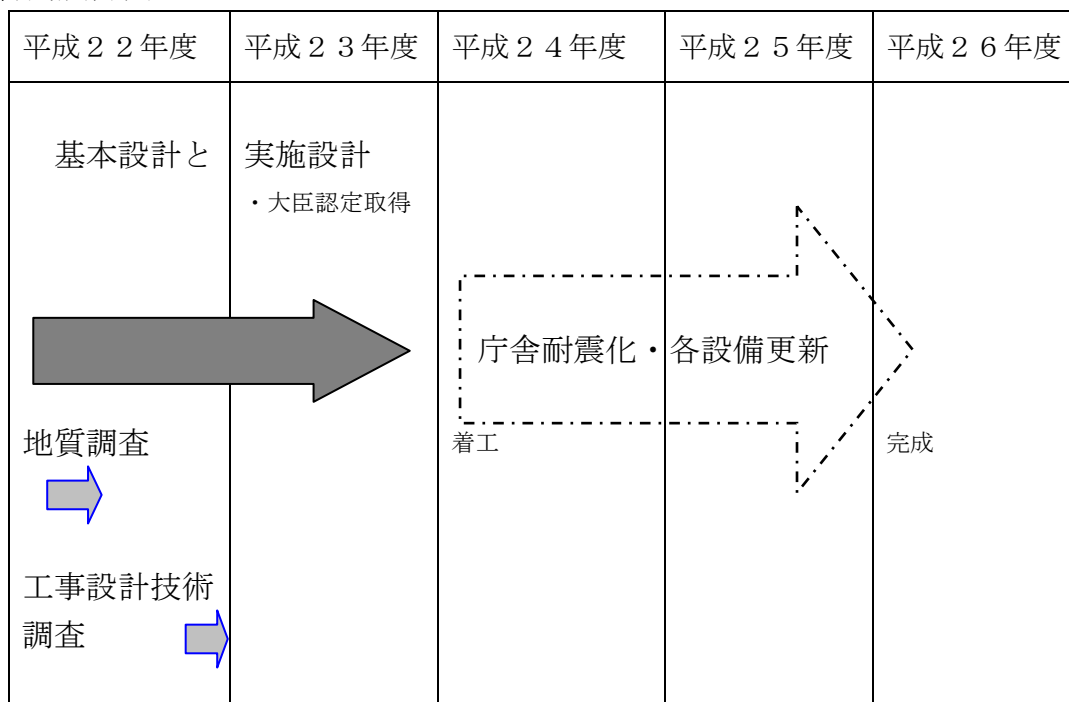 平成２２年度 平成２３年度 平成２４年度 平成２５年度 平成２６年度
基本設計と 実施設計
・大臣認定取得
庁舎耐震化・各設備更新
地質調査
着工 完成
工事設計技術
調査